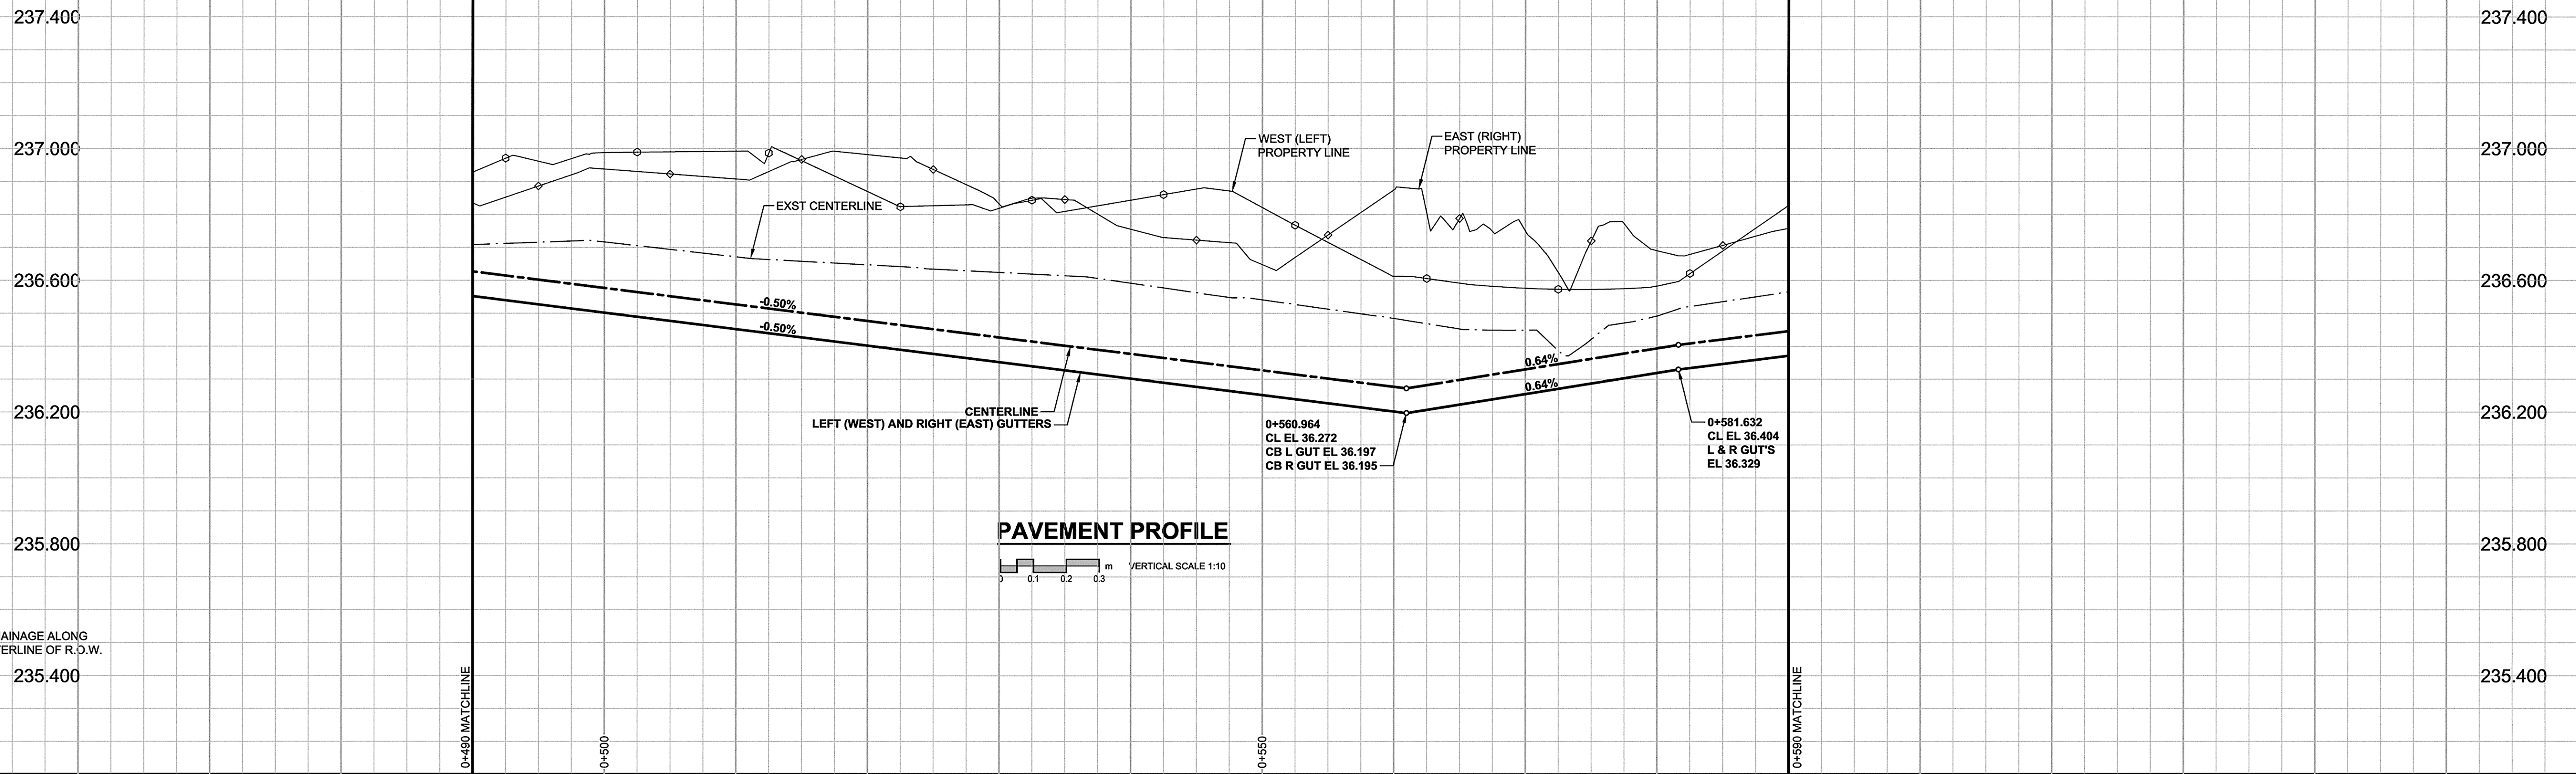 237.400
237.400
WEST (LEFT)
PROPERTY LINE
EAST (RIGHT)
PROPERTY LINE
237.000
237.000
EXST CENTERLINE
236.600
236.600
-0.50%
-0.50%
0.64%
0.64%
CENTERLINE
LEFT (WEST) AND RIGHT (EAST) GUTTERS
236.200
236.200
0+560.964
CL EL 36.272
CB L GUT EL 36.197
CB R GUT EL 36.195
0+581.632
CL EL 36.404
L & R GUT'S
EL 36.329
PAVEMENT PROFILE
0 0.1 0.2 0.3 m VERTICAL SCALE 1:10
235.800
235.800
AINAGE ALONG
ERLINE OF R.O.W.
235.400
235.400
0+490 MATCHLINE
0+500
0+550
0+590 MATCHLINE